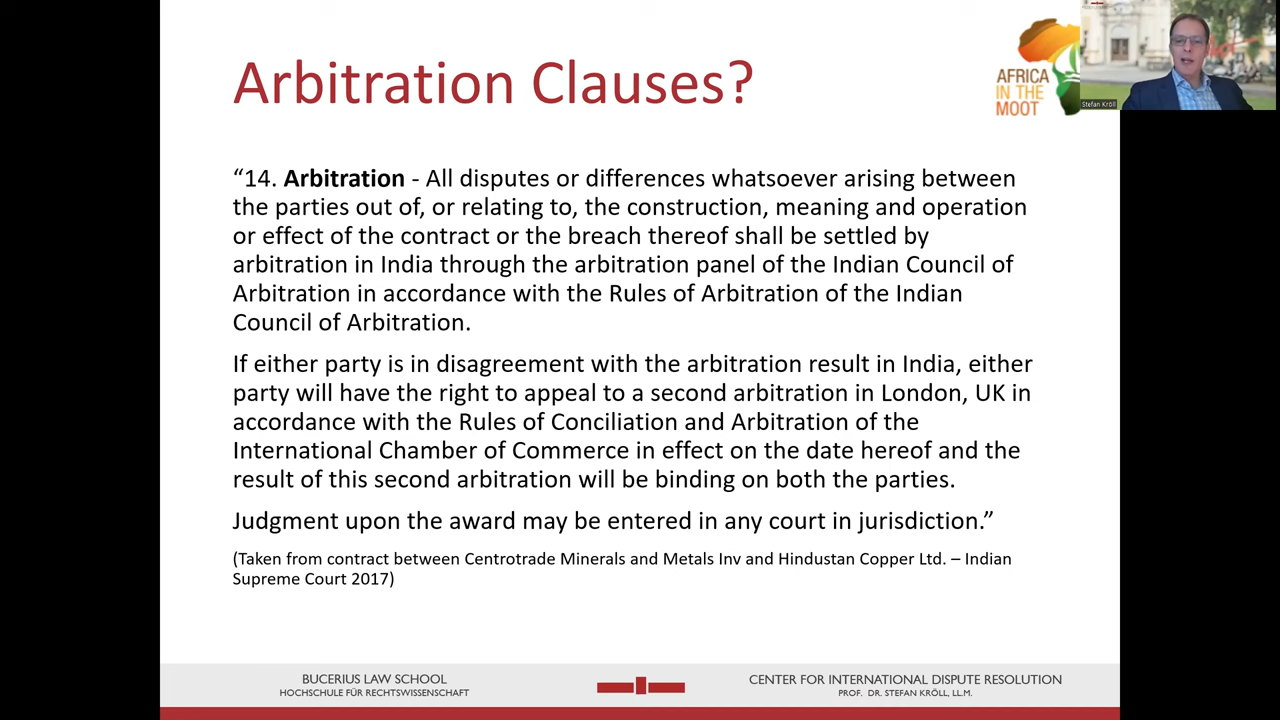 Arbitration Clauses?
AFRICA
IN THE
MOOT
Stefan Kröll
“14. Arbitration - All disputes or differences whatsoever arising between
the parties out of, or relating to, the construction, meaning and operation
or effect of the contract or the breach thereof shall be settled by
arbitration in India through the arbitration panel of the Indian Council of
Arbitration in accordance with the Rules of Arbitration of the Indian
Council of Arbitration.
If either party is in disagreement with the arbitration result in India, either
party will have the right to appeal to a second arbitration in London, UK in
accordance with the Rules of Conciliation and Arbitration of the
International Chamber of Commerce in effect on the date hereof and the
result of this second arbitration will be binding on both the parties.
Judgment upon the award may be entered in any court in jurisdiction.”
(Taken from contract between Centrotrade Minerals and Metals Inv and Hindustan Copper Ltd. – Indian
Supreme Court 2017)
BUCERIUS LAW SCHOOL
HOCHSCHULE FÜR RECHTSWISSENSCHAFT
CENTER FOR INTERNATIONAL DISPUTE RESOLUTION
PROF. DR. STEFAN KRÖLL, LL.M.